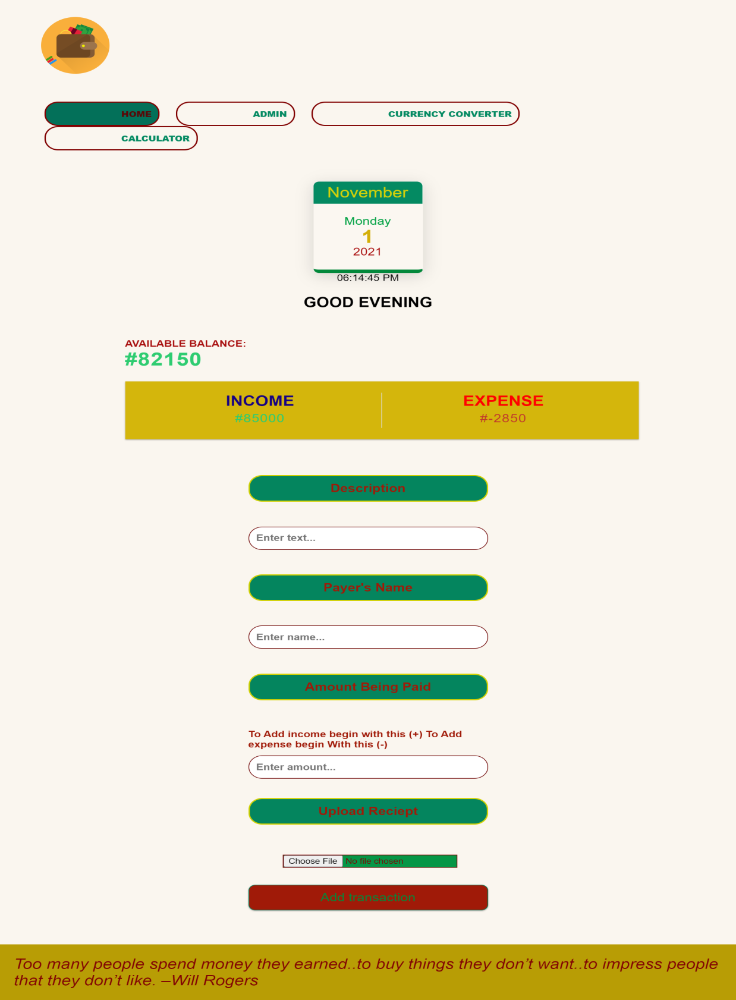 HOME ADMIN CURRENCY CONVERTER
CALCULATOR
November
Monday
1
2021
06:14:45 PM
GOOD EVENING
AVAILABLE BALANCE:
#82150
INCOME EXPENSE
#85000 #-2850
Description
Enter text...
Payer's Name
Enter name...
Amount Being Paid
To Add income begin with this (+) To Add
expense begin With this (-)
Enter amount...
Upload Reciept
Choose File No file chosen
Add transaction
Too many people spend money they earned..to buy things they don’t want..to impress people
that they don’t like. –Will Rogers